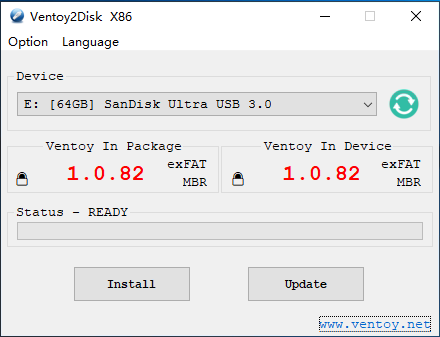 Ventoy2Disk X86
Option Language
Device
E: [64GB] SanDisk Ultra USB 3.0
Ventoy In Package
1.0.82
exFAT
MBR
Ventoy In Device
1.0.82
exFAT
MBR
Status - READY
Install
Update
www.ventoy.net